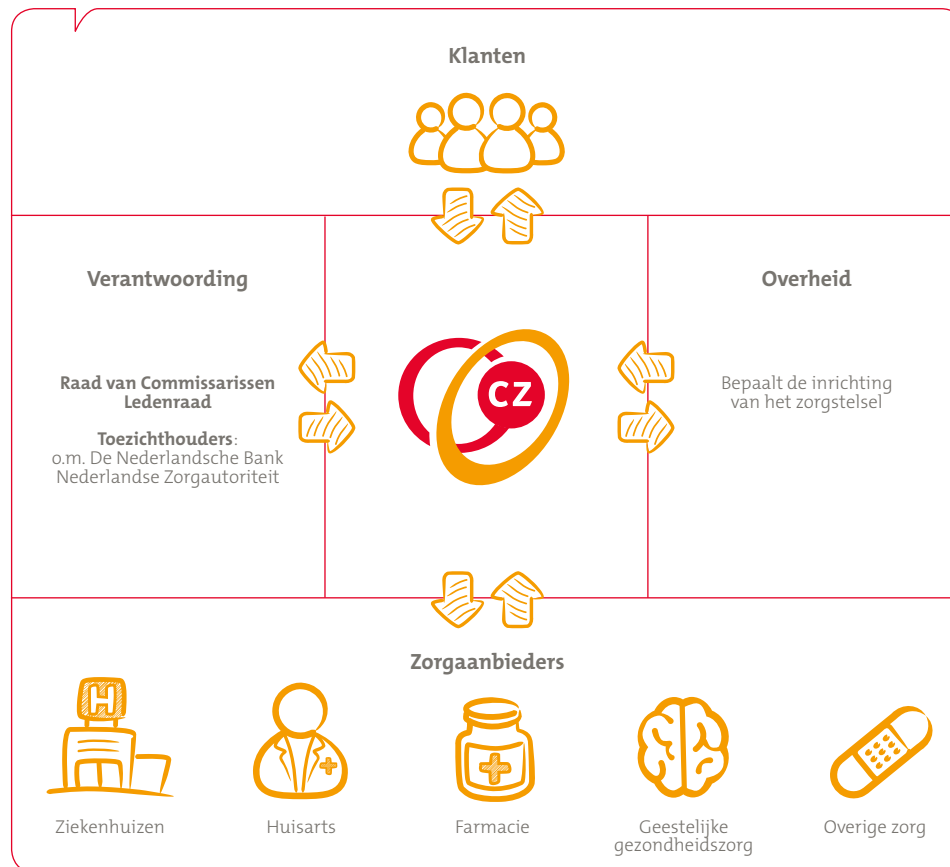 Klanten
Verantwoording
Raad van Commissarissen
Ledenraad
Toezichthouders:
o.m. De Nederlandsche Bank
Nederlandse Zorgautoriteit
CZ
Overheid
Bepaalt de inrichting
van het zorgstelsel
Zorgaanbieders
H
Ziekenhuizen
Huisarts
Farmacie
Geestelijke
gezondheidszorg
Overige zorg